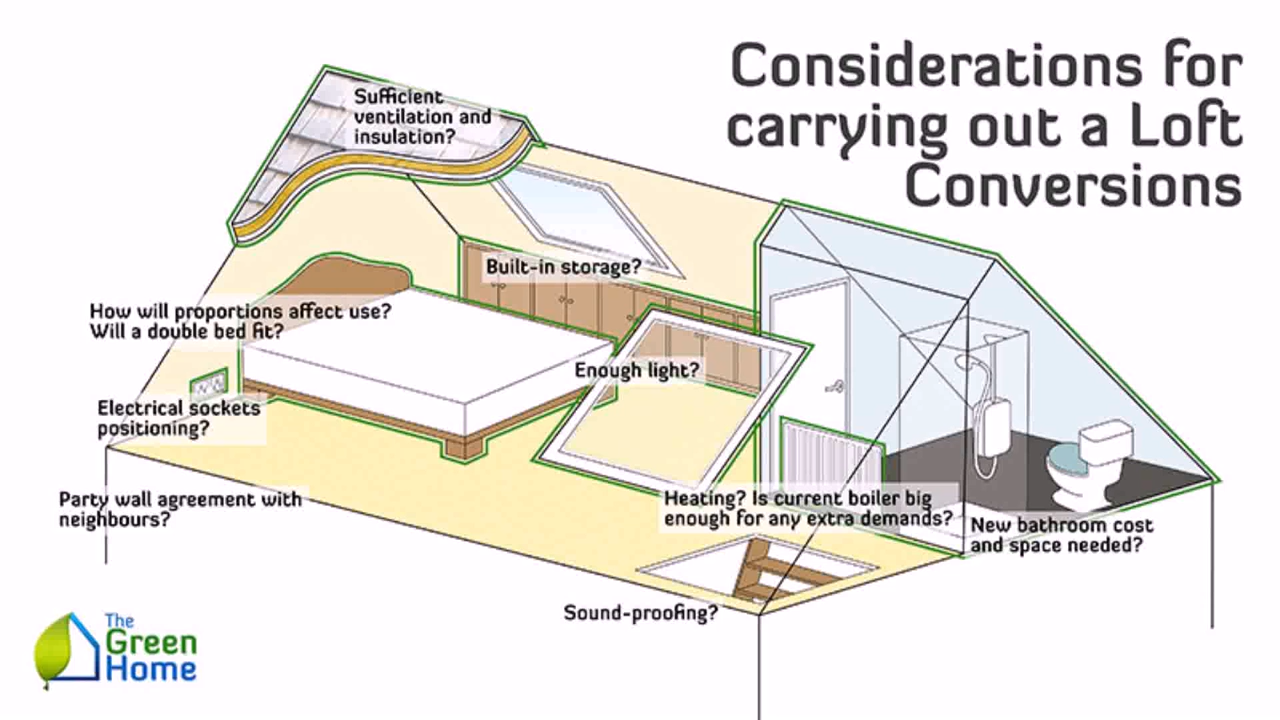 Considerations for
carrying out a Loft
Conversions
Sufficient
ventilation and
insulation?
Built-in storage?
How will proportions affect use?
Will a double bed fit?
Enough light?
Electrical sockets
positioning?
Party wall agreement with
neighbours?
Heating? Is current boiler big
enough for any extra demands?
New bathroom cost
and space needed?
Sound-proofing?
The
Green
Home